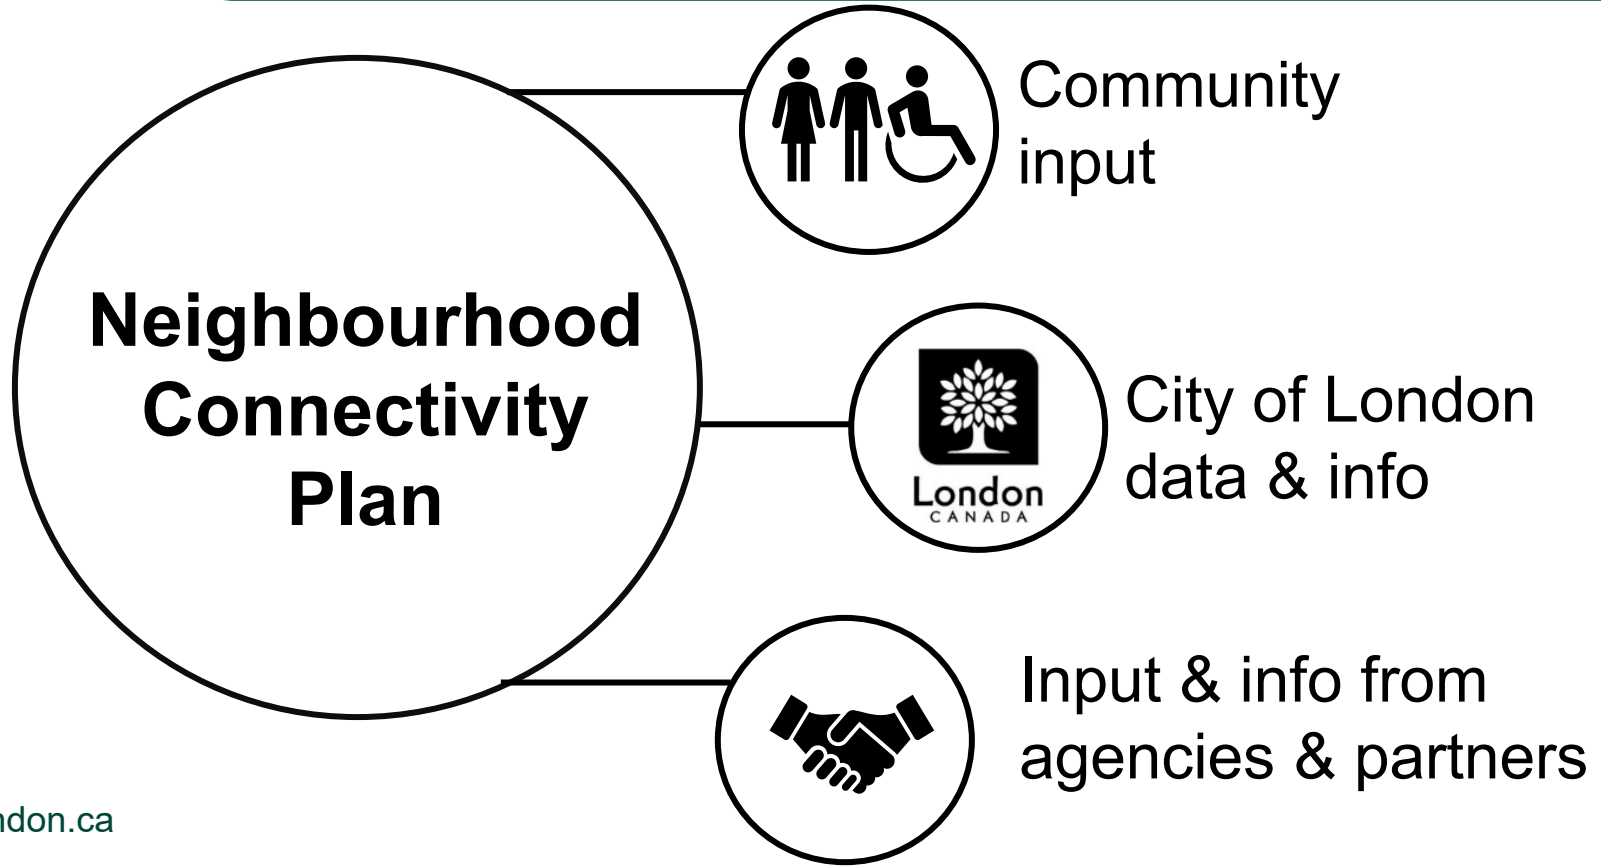 Community
input
Neighbourhood
Connectivity
Plan
City of London
data & info
London
CANADA
Input & info from
agencies & partners
ndon.ca